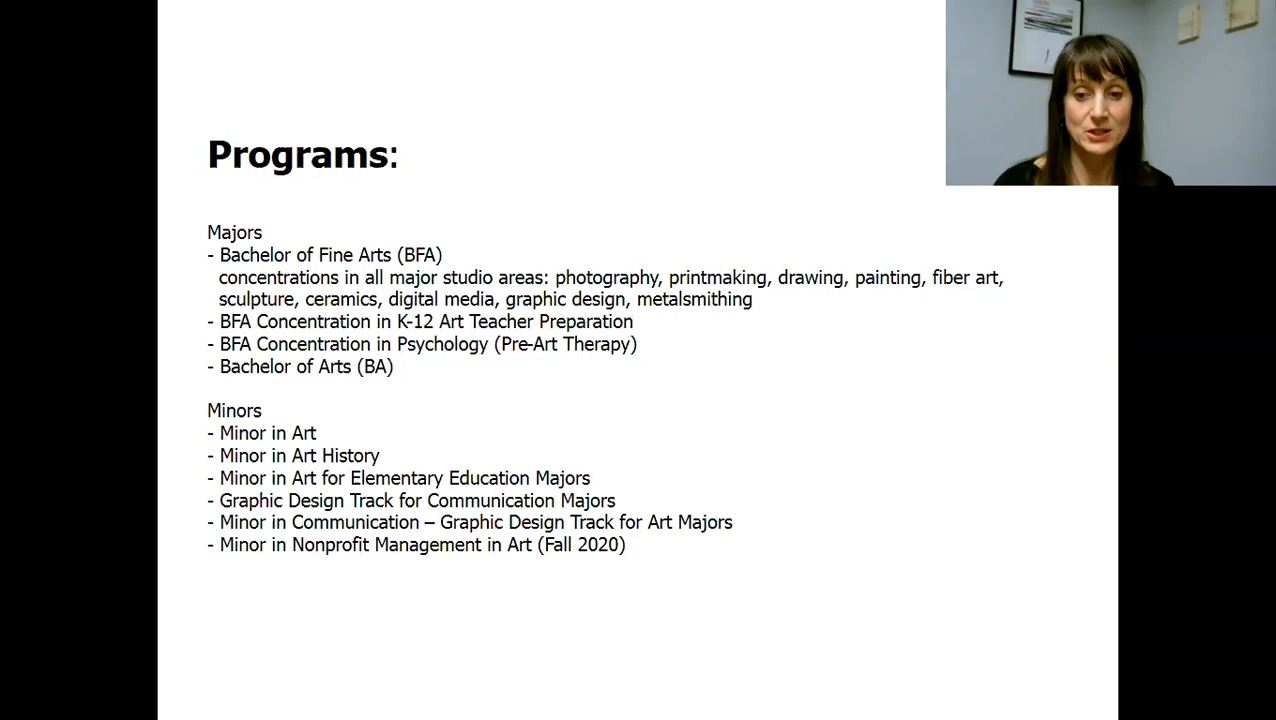 Programs:
Majors
- Bachelor of Fine Arts (BFA)
concentrations in all major studio areas: photography, printmaking, drawing, painting, fiber art,
sculpture, ceramics, digital media, graphic design, metalsmithing
- BFA Concentration in K-12 Art Teacher Preparation
- BFA Concentration in Psychology (Pre-Art Therapy)
- Bachelor of Arts (BA)
Minors
- Minor in Art
- Minor in Art History
- Minor in Art for Elementary Education Majors
- Graphic Design Track for Communication Majors
- Minor in Communication – Graphic Design Track for Art Majors
- Minor in Nonprofit Management in Art (Fall 2020)